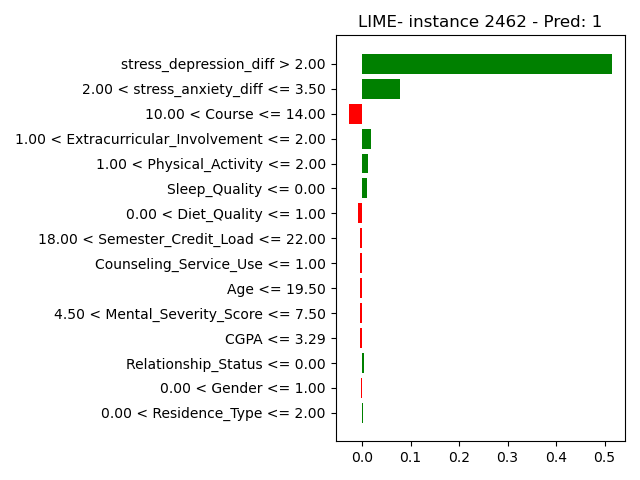 LIME- instance 2462 - Pred: 1
stress_depression_diff > 2.00
2.00 < stress_anxiety_diff <= 3.50
10.00 < Course <= 14.00
1.00 < Extracurricular_Involvement <= 2.00
1.00 < Physical_Activity <= 2.00
Sleep_Quality <= 0.00
0.00 < Diet_Quality <= 1.00
18.00 < Semester_Credit_Load <= 22.00
Counseling_Service_Use <= 1.00
Age <= 19.50
4.50 < Mental_Severity_Score <= 7.50
CGPA <= 3.29
Relationship_Status <= 0.00
0.00 < Gender <= 1.00
0.00 < Residence_Type <= 2.00
0.0 0.1 0.2 0.3 0.4 0.5